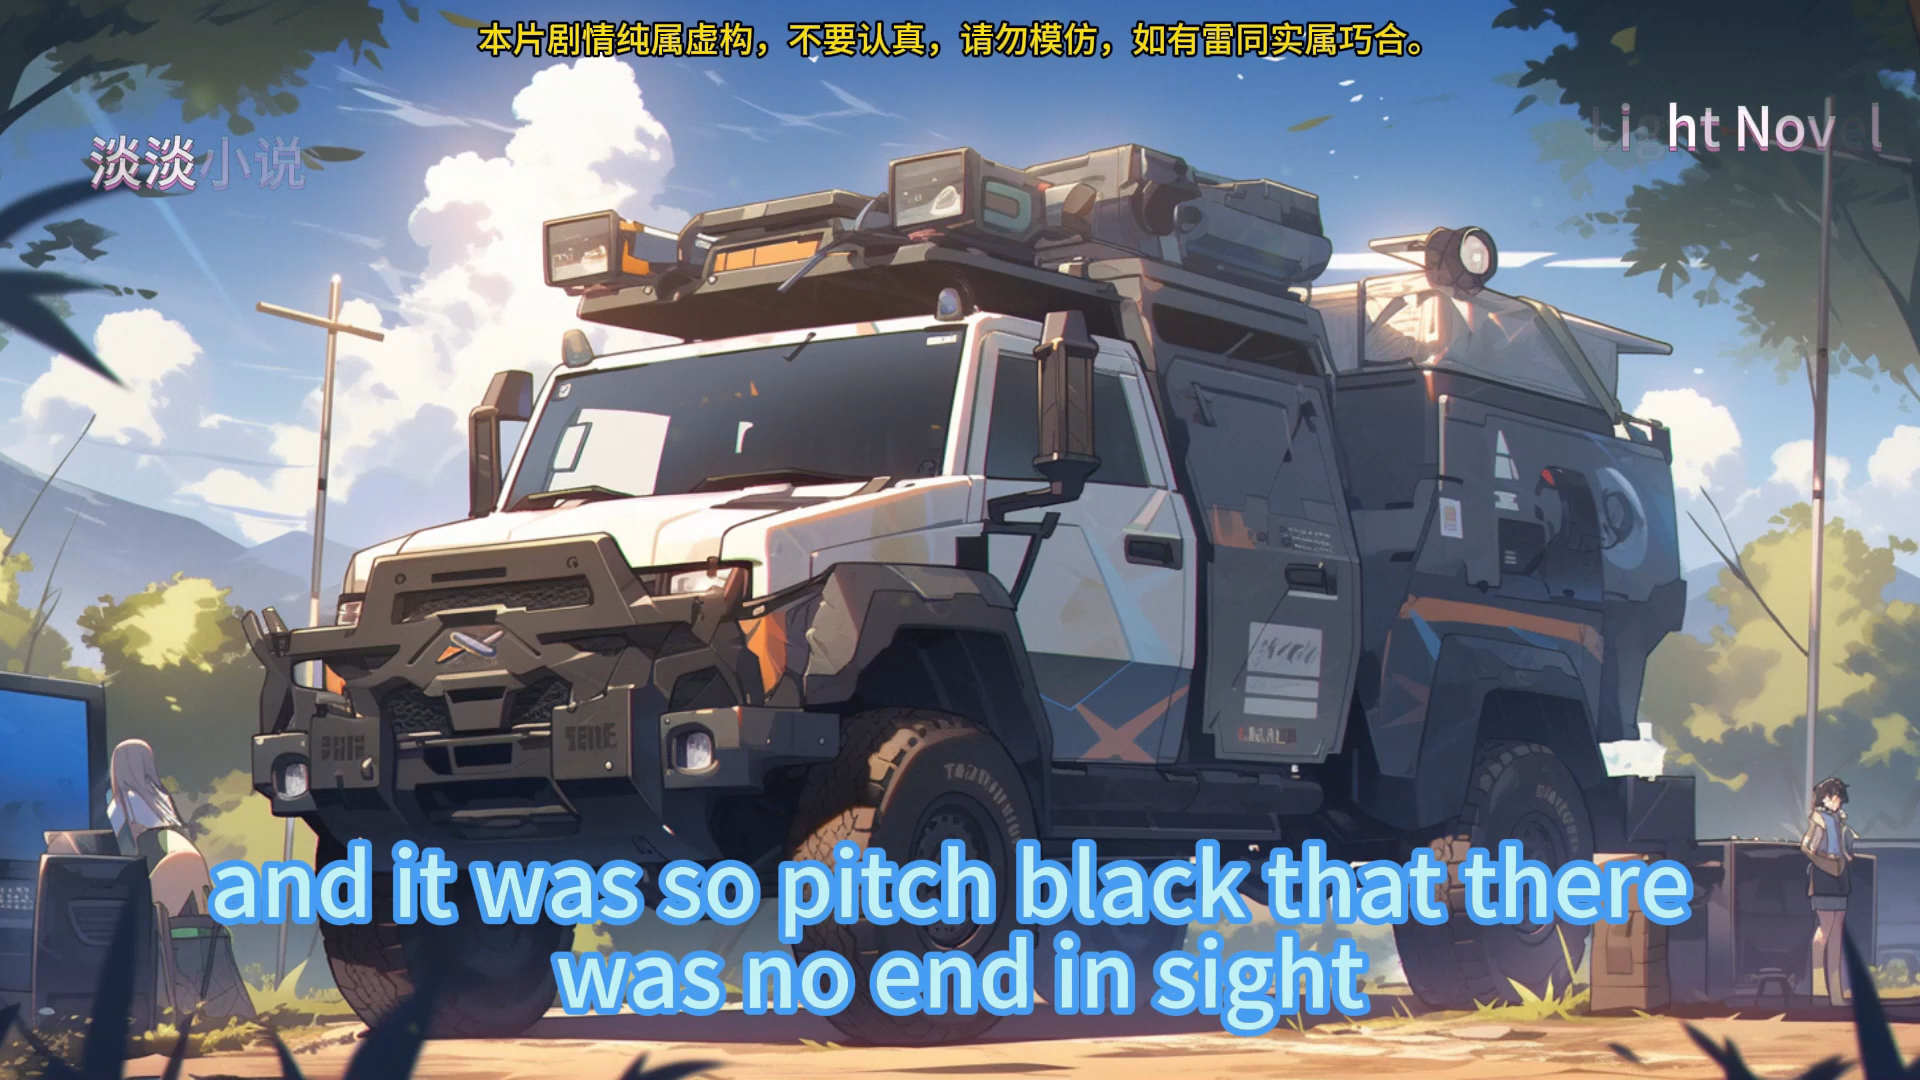 本片剧情纯属虚构，不要认真，请勿模仿，如有雷同实属巧合。
淡淡小说
Light Novel
and it was so pitch black that there
was no end in sight